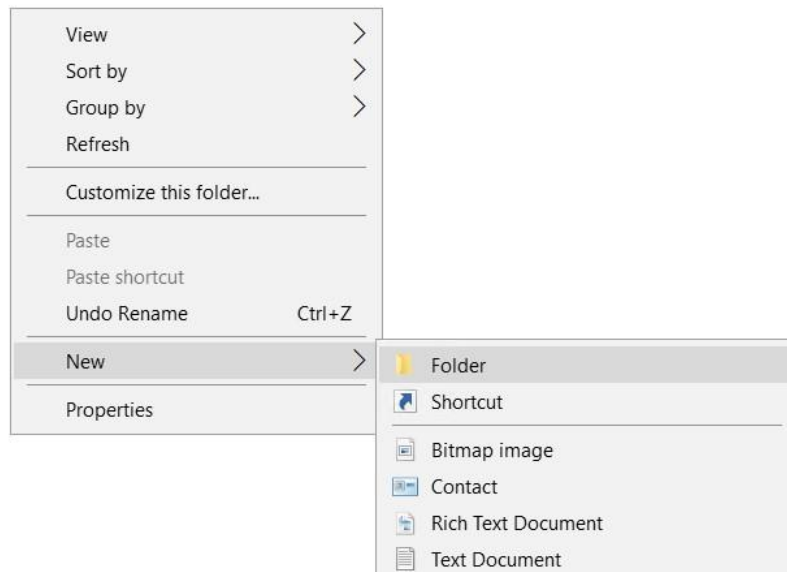 View
Sort by
Group by
Refresh
Customize this folder...
Paste
Paste shortcut
Undo Rename Ctrl+Z
New
Properties
Folder
Shortcut
Bitmap image
Contact
Rich Text Document
Text Document